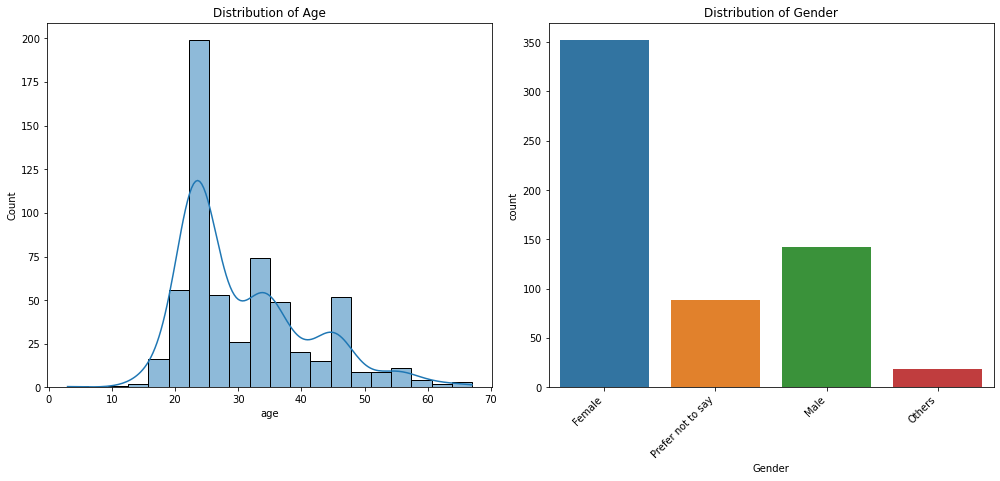 Distribution of Age
200
175
150
125
100
75
50
25
0
Count
0 10 20 30 40 50 60 70
age
Distribution of Gender
350
300
250
200
150
100
50
0
count
Female
Prefer not to say
Male
Others
Gender